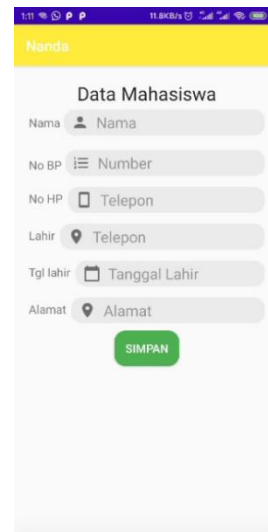 1:11 11.8KB/s
Nanda
Data Mahasiswa
Nama Nama
No BP Number
No HP Telepon
Lahir Telepon
Tgl lahir Tanggal Lahir
Alamat Alamat
SIMPAN